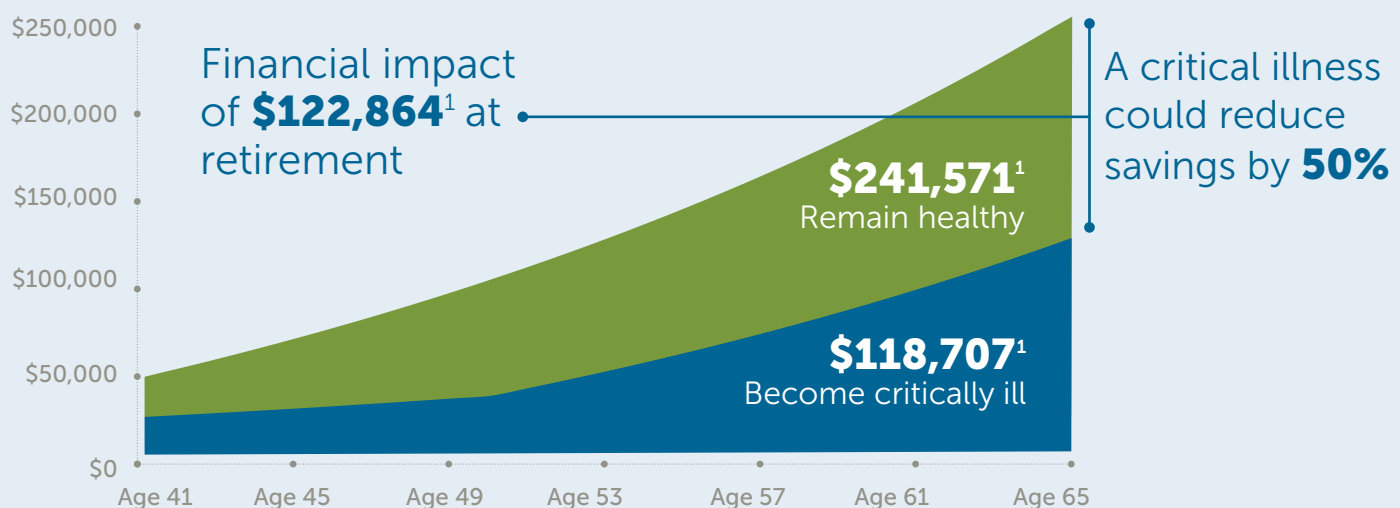 $250,000
$200,000
$150,000
$100,000
$50,000
$0
Financial impact
of $122,864¹ at
retirement
A critical illness
could reduce
savings by 50%
$241,571¹
Remain healthy
$118,707¹
Become critically ill
Age 41 Age 45 Age 49 Age 53 Age 57 Age 61 Age 65